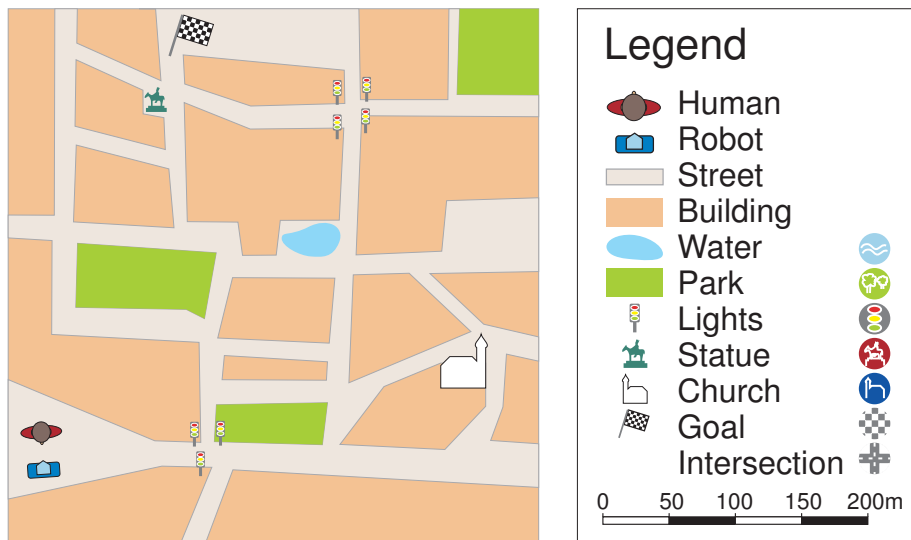 Legend
Human
Robot
Street
Building
Water
Park
Lights
Statue
Church
Goal
Intersection
0 50 100 150 200m